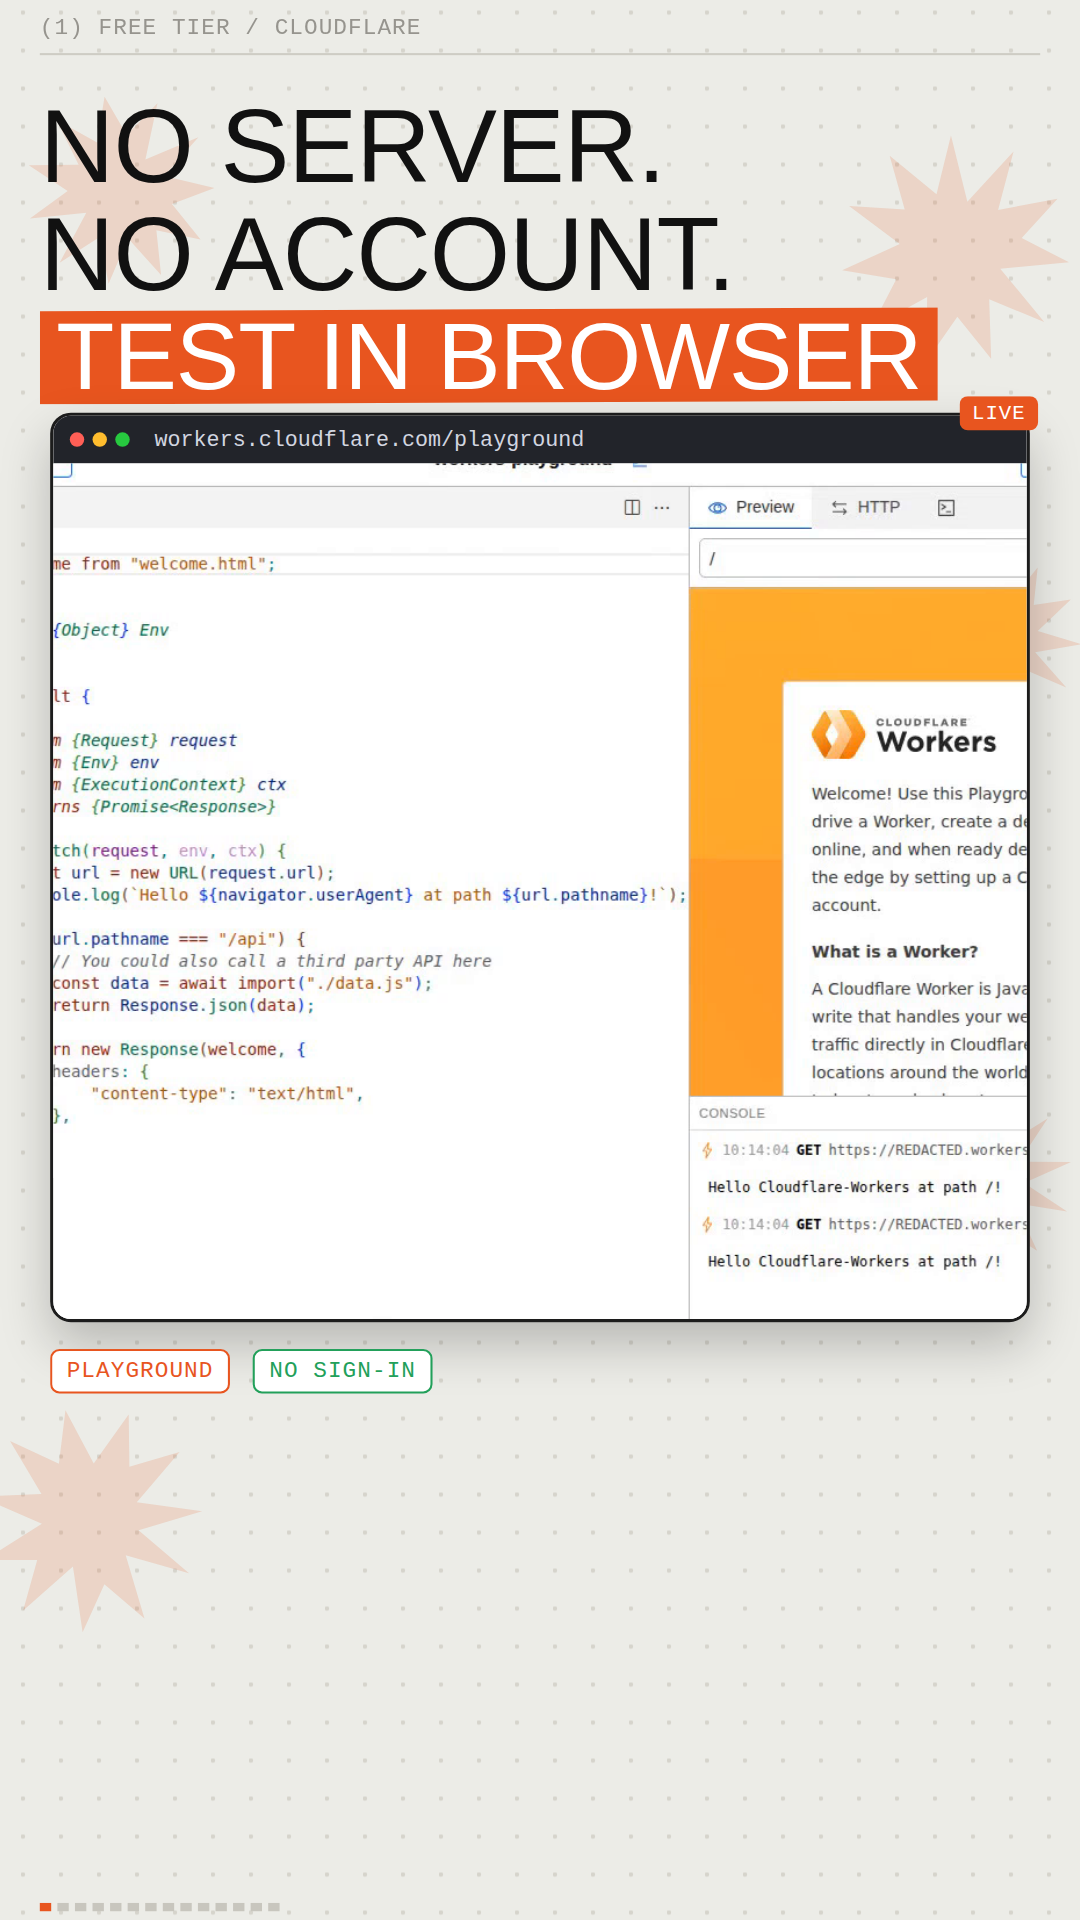 (1) FREE TIER / CLOUDFLARE
NO SERVER.
NO ACCOUNT.
TEST IN BROWSER
LIVE
workers.cloudflare.com/playground
Preview
HTTP
me from "welcome.html";
/
{Object} Env
lt {
m {Request} request
m {Env} env
m {ExecutionContext} ctx
rns {Promise<Response>}
tch(request, env, ctx) {
t url = new URL(request.url);
ole.log(`Hello ${navigator.userAgent} at path ${url.pathname}!`);
url.pathname === "/api") {
// You could also call a third party API here
const data = await import("./data.js");
return Response.json(data);
rn new Response(welcome, {
headers: {
"content-type": "text/html",
},
CLOUDFLARE
Workers
Welcome! Use this Playgro
drive a Worker, create a de
online, and when ready de
the edge by setting up a C
account.
What is a Worker?
A Cloudflare Worker is Java
write that handles your we
traffic directly in Cloudflare
locations around the world
CONSOLE
10:14:04 GET https://REDACTED.workers
Hello Cloudflare-Workers at path /!
10:14:04 GET https://REDACTED.workers
Hello Cloudflare-Workers at path /!
PLAYGROUND
NO SIGN-IN